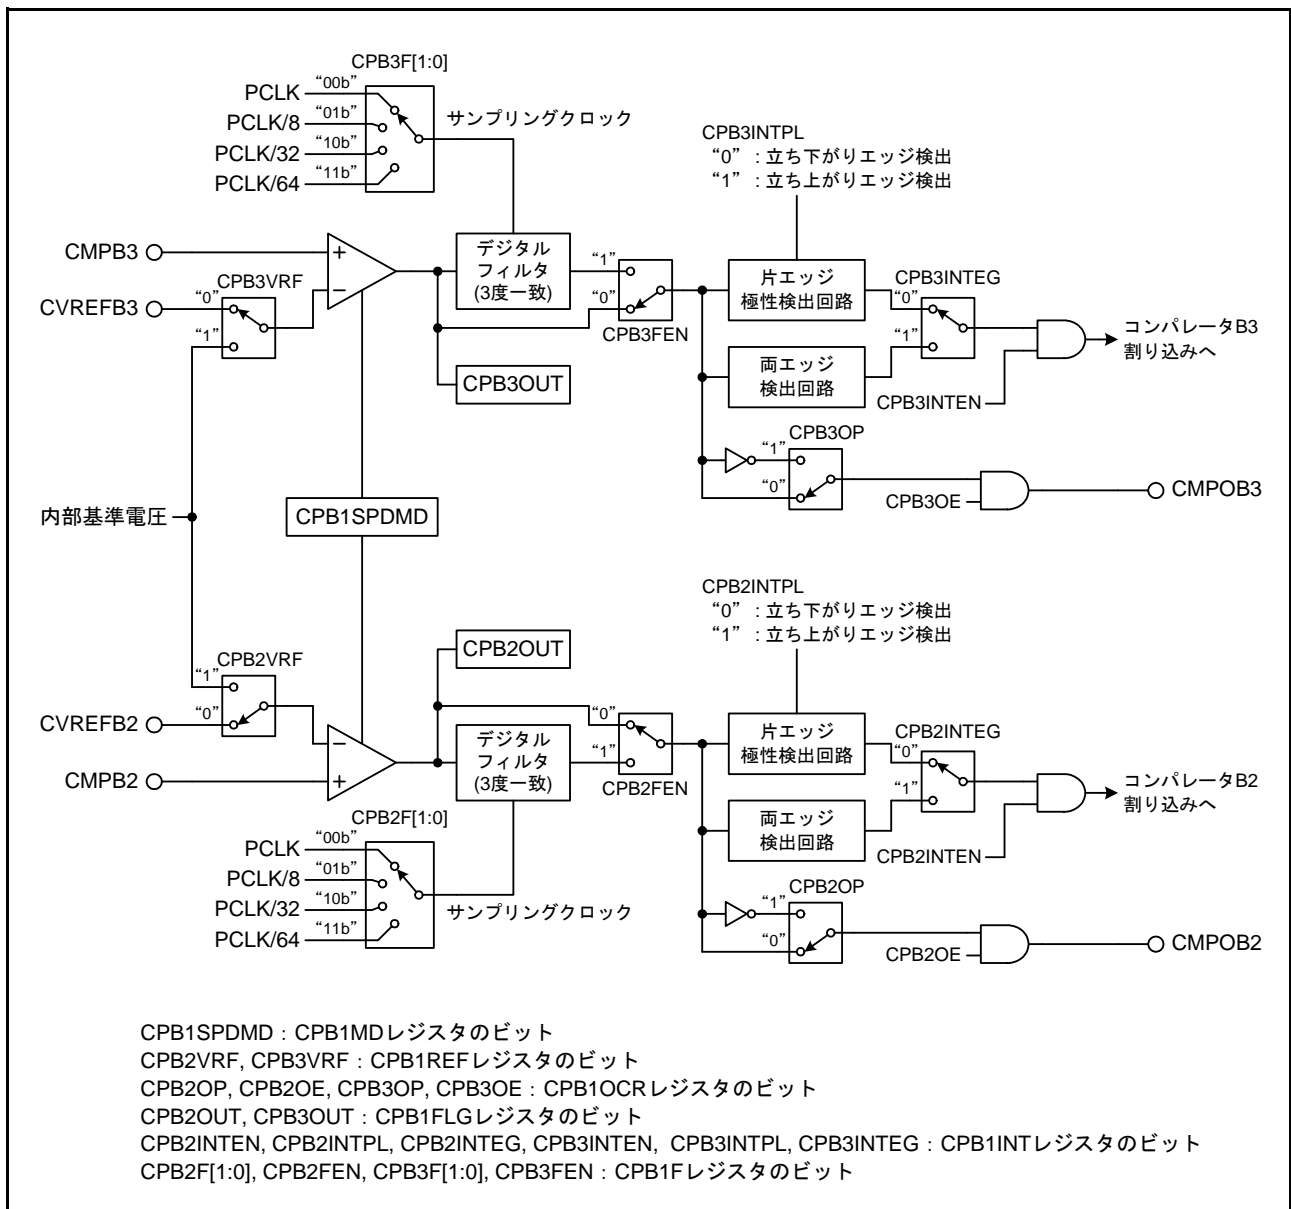 CPB3F[1:0]
PCLK “00b”
PCLK/8 “01b”
PCLK/32 “10b”
PCLK/64 “11b”
サンプリングクロック
CPB3INTPL
“0” : 立ち下がりエッジ検出
“1” : 立ち上がりエッジ検出
CMPB3
CVREFB3
“0”
“1”
CPB3VRF
+
−
デジタル
フィルタ
(3度一致)
“1”
“0”
CPB3FEN
CPB3OUT
片エッジ
極性検出回路
両エッジ
検出回路
CPB3INTEG
“0”
“1”
CPB3INTEN
コンパレータB3
割り込みへ
CPB3OP
“1”
“0”
CPB3OE
CMPOB3
内部基準電圧
CPB1SPDMD
CPB2INTPL
“0” : 立ち下がりエッジ検出
“1” : 立ち上がりエッジ検出
CPB2OUT
CPB2VRF
“1”
“0”
CVREFB2
CMPB2
−
+
デジタル
フィルタ
(3度一致)
“0”
“1”
CPB2FEN
片エッジ
極性検出回路
両エッジ
検出回路
CPB2INTEG
“0”
“1”
CPB2INTEN
コンパレータB2
割り込みへ
CPB2F[1:0]
PCLK “00b”
PCLK/8 “01b”
PCLK/32 “10b”
PCLK/64 “11b”
サンプリングクロック
CPB2OP
“1”
“0”
CPB2OE
CMPOB2
CPB1SPDMD : CPB1MDレジスタのビット
CPB2VRF, CPB3VRF : CPB1REFレジスタのビット
CPB2OP, CPB2OE, CPB3OP, CPB3OE : CPB1OCRレジスタのビット
CPB2OUT, CPB3OUT : CPB1FLGレジスタのビット
CPB2INTEN, CPB2INTPL, CPB2INTEG, CPB3INTEN, CPB3INTPL, CPB3INTEG : CPB1INTレジスタのビット
CPB2F[1:0], CPB2FEN, CPB3F[1:0], CPB3FEN : CPB1Fレジスタのビット